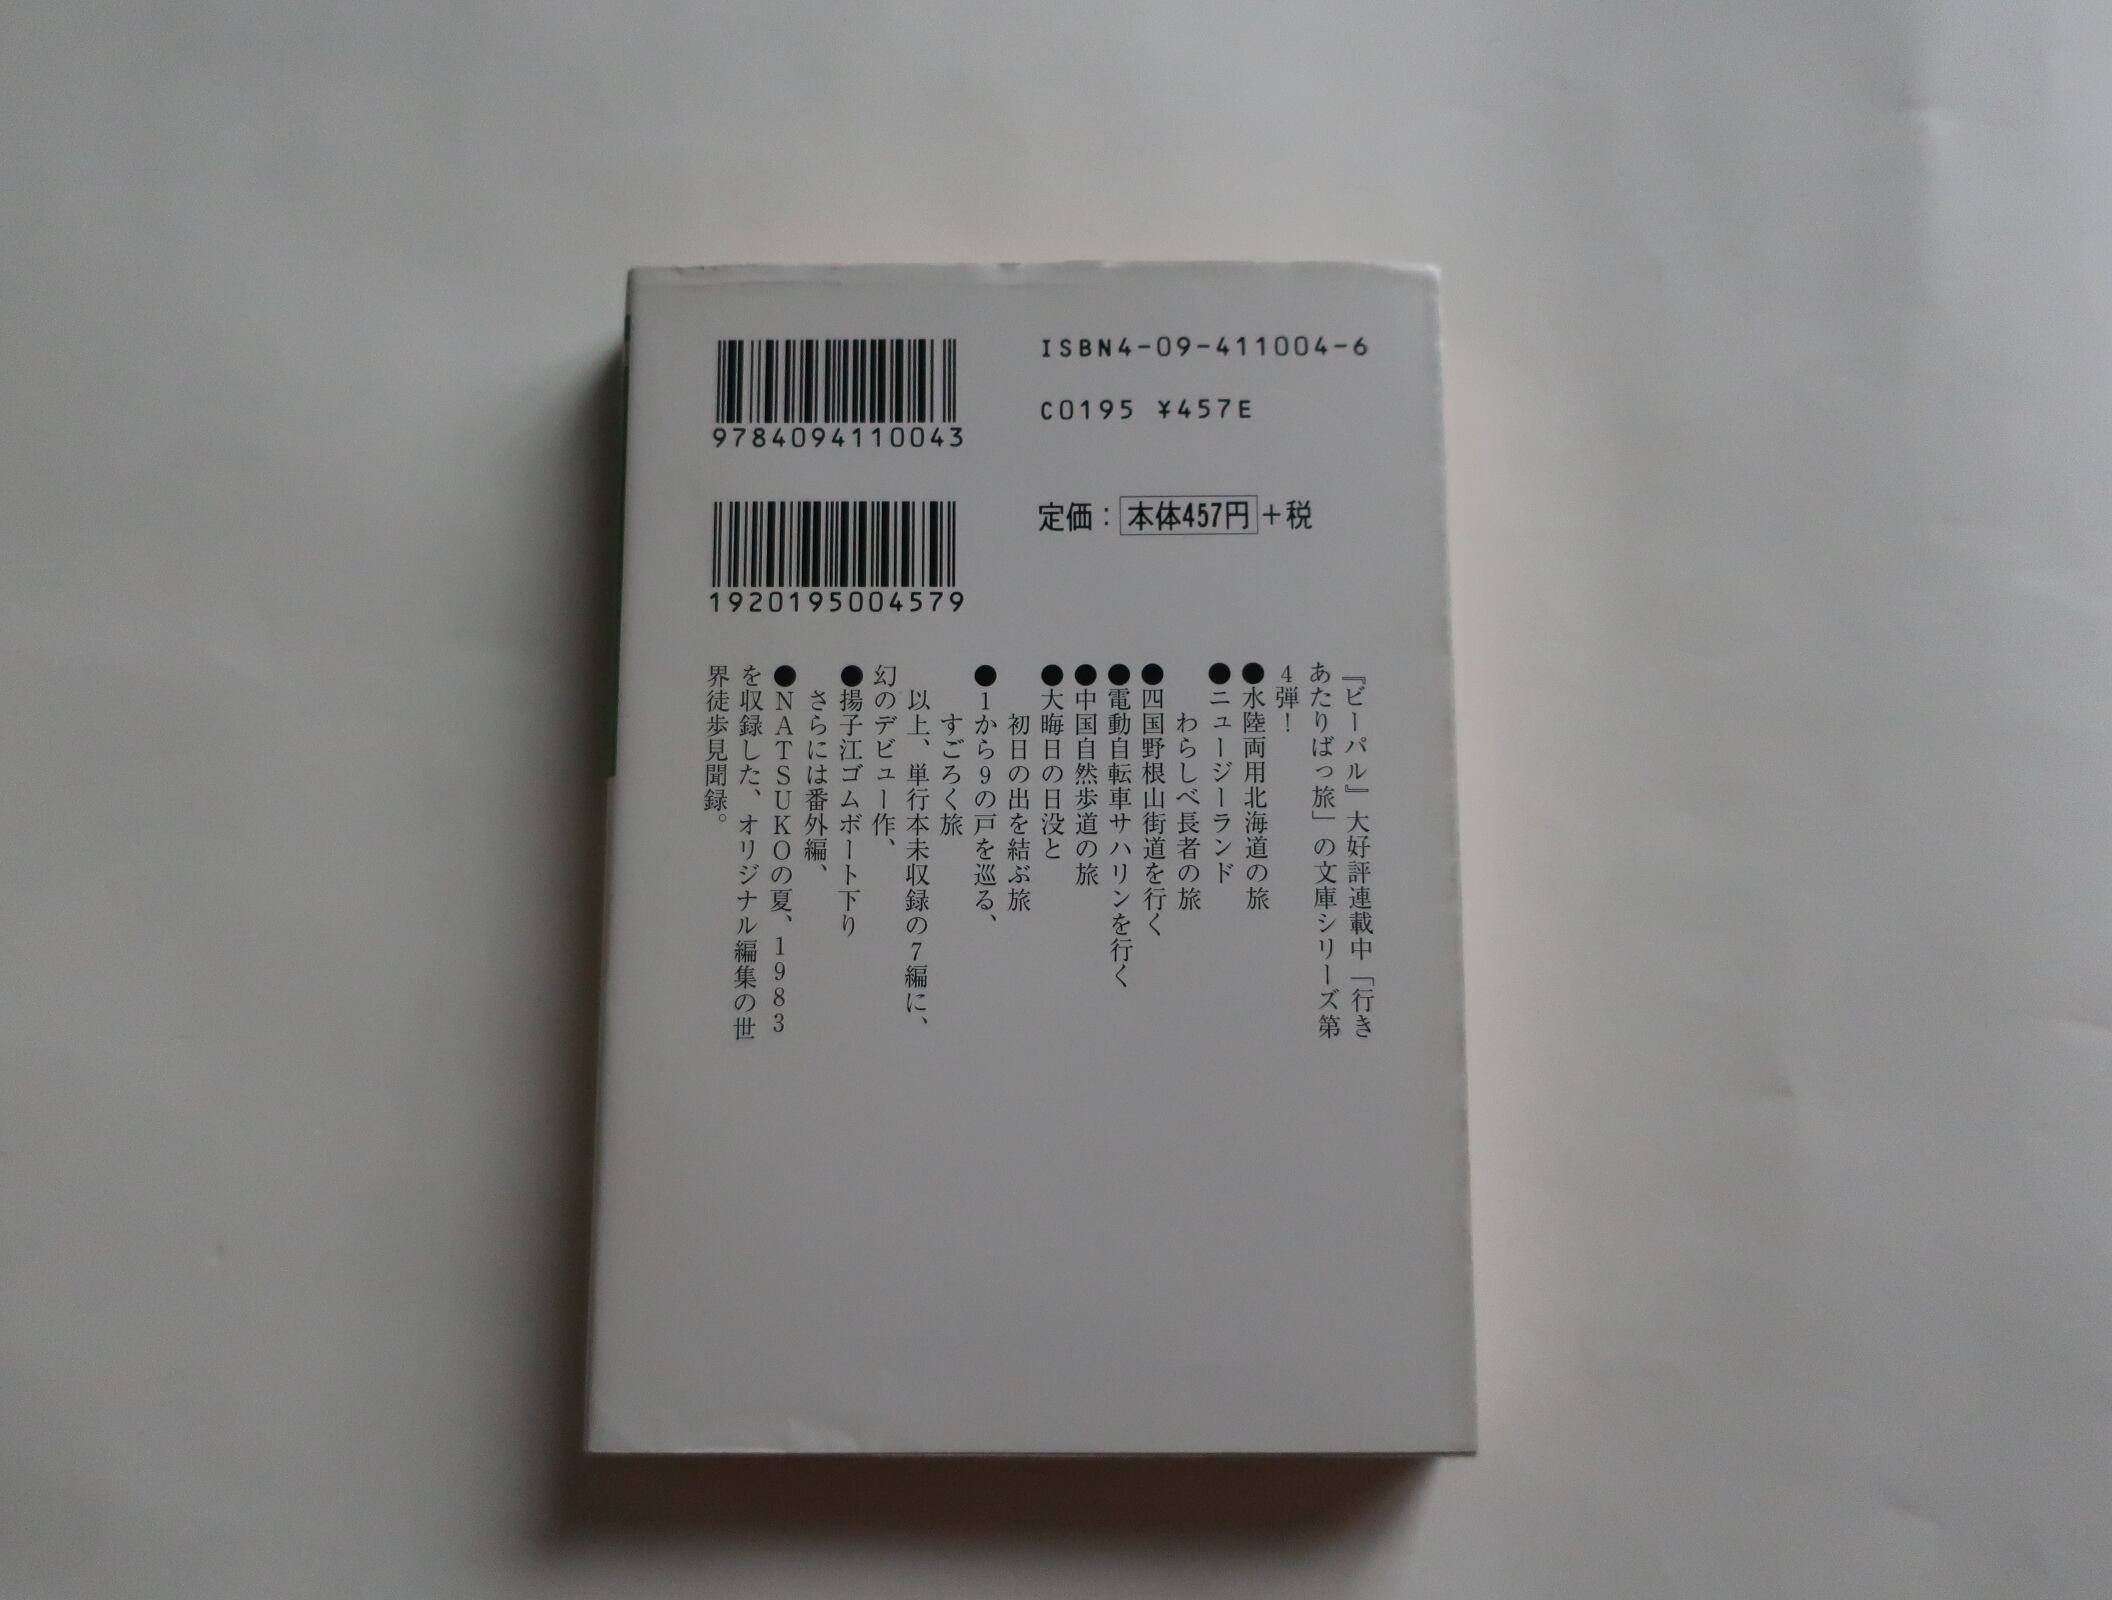 ISBN4-09-411004-6
9784094110043
C0195 ¥457E
定価：本体457円+税
1920195004579
『ビーパル』大好評連載中「行き
あたりばっ旅」の文庫シリーズ第
4弾！
●水陸両用北海道の旅
●ニュージーランド
わらしべ長者の旅
●四国野根山街道を行く
●電動自転車サハリンを行く
●中国自然歩道の旅
●大晦日の日没と
初日の出を結ぶ旅
●1から9の戸を巡る、
すごろく旅
以上、単行本未収録の7編に、
幻のデビュー作、
●揚子江ゴムボート下り
さらには番外編、
●NATSUKOの夏、1983
を収録した、オリジナル編集の世
界徒歩見聞録。